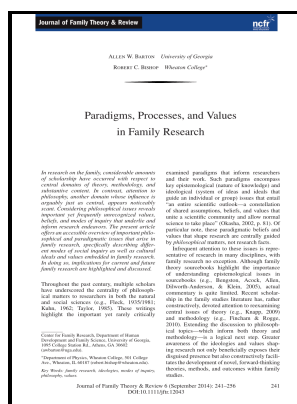 Journal of Family Theory & Review
ncfr
ALLEN W. BARTON University of Georgia
ROBERT C. BISHOP Wheaton College*
Paradigms, Processes, and Values
in Family Research
In research on the family, considerable amounts
of scholarship have occurred with respect to
central domains of theory, methodology, and
substantive content. In contrast, attention to
philosophy, another domain whose influence is
arguably just as central, appears noticeably
scant. Considering philosophical issues reveals
important yet frequently unrecognized values,
beliefs, and modes of inquiry that underlie and
inform research endeavors. The present article
offers an accessible overview of important philo-
sophical and paradigmatic issues that arise in
family research, specifically describing differ-
ent modes of social inquiry as well as cultural
ideals and values embedded in family research.
In doing so, implications for current and future
family research are highlighted and discussed.
Throughout the past century, multiple scholars
have underscored the centrality of philosoph-
ical matters to researchers in both the natural
and social sciences (e.g., Fleck, 1935/1981;
Kuhn, 1962; Taylor, 1985). These writings
highlight the important yet rarely critically
Center for Family Research, Department of Human
Development and Family Science, University of Georgia,
1095 College Station Rd., Athens, GA 30602
(awbarton@uga.edu).
*Department of Physics, Wheaton College, 501 College
Ave., Wheaton, IL 60187 (robert.bishop@wheaton.edu).
Key Words: family research, ideologies, modes of inquiry,
philosophy, values.
examined paradigms that inform researchers
and their work. Such paradigms encompass
key epistemological (nature of knowledge) and
ideological (system of ideas and ideals that
guide an individual or group) issues that entail
"an entire scientific outlook—a constellation
of shared assumptions, beliefs, and values that
unite a scientific community and allow normal
science to take place" (Okasha, 2002, p. 81). Of
particular note, these paradigmatic beliefs and
values that shape research are centrally guided
by philosophical matters, not research facts.
Infrequent attention to these issues is repre-
sentative of research in many disciplines, with
family research no exception. Although family
theory sourcebooks highlight the importance
of understanding epistemological issues in
sourcebooks (e.g., Bengtson, Acock, Allen,
Dilworth-Anderson, & Klein, 2005), actual
commentary is quite limited. Recent scholar-
ship in the family studies literature has, rather
constructively, devoted attention to reexamining
central issues of theory (e.g., Knapp, 2009)
and methodology (e.g., Fincham & Rogge,
2010). Extending the discussion to philosoph-
ical topics—which inform both theory and
methodology—is a logical next step. Greater
awareness of the ideologies and values shap-
ing research not only beneficially exposes their
disguised presence but also constructively facili-
tates the development of novel, forward-thinking
theories, methods, and outcomes within family
studies.
Journal of Family Theory & Review 6 (September 2014): 241–256
241
DOI:10.1111/jftr.12043